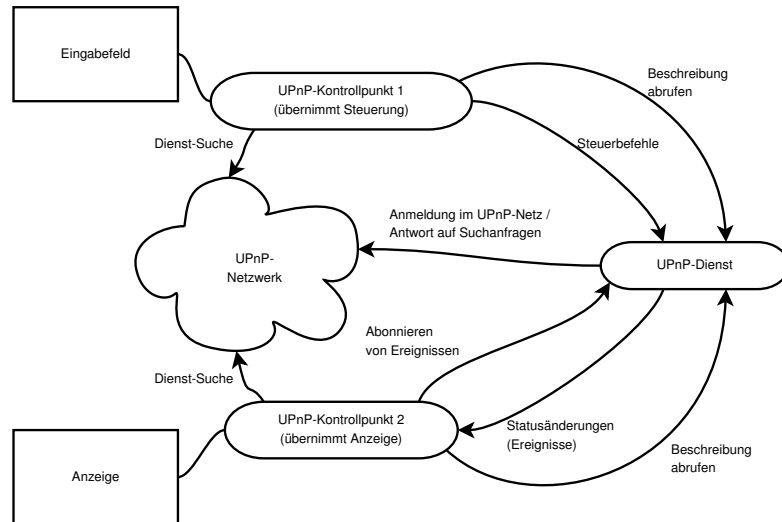 Eingabefeld
UPnP-Kontrollpunkt 1
(übernimmt Steuerung)
Beschreibung
abrufen
Dienst-Suche
Steuerbefehle
Anmeldung im UPnP-Netz /
Antwort auf Suchanfragen
UPnP-
Netzwerk
UPnP-Dienst
Abonnieren
von Ereignissen
Dienst-Suche
UPnP-Kontrollpunkt 2
(übernimmt Anzeige)
Statusänderungen
(Ereignisse)
Beschreibung
abrufen
Anzeige